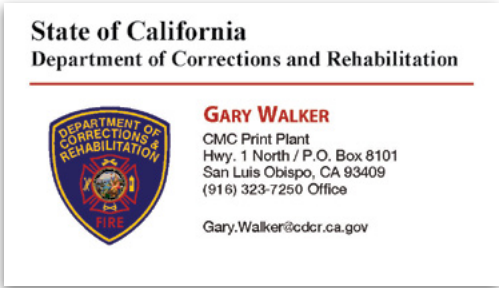 State of California
Department of Corrections and Rehabilitation
DEPARTMENT OF
CORRECTIONS &
REHABILITATION
FIRE
GARY WALKER
CMC Print Plant
Hwy. 1 North / P.O. Box 8101
San Luis Obispo, CA 93409
(916) 323-7250 Office
Gary.Walker@cdcr.ca.gov